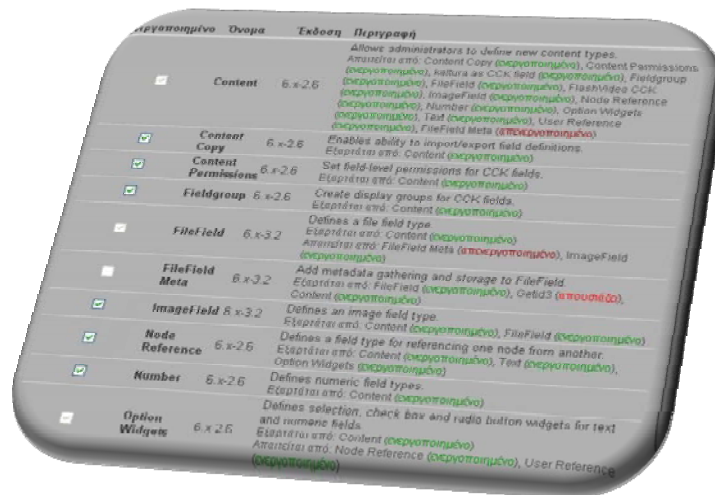 εργοποιημένο Όνομα Έκδοση Περιγραφή
Allows administrators to define new content types.
Απαιτείται από: Content Copy (ενεργοποιημένο), Content Permissions
(ενεργοποιημένο), Kaltura as CCK field (ενεργοποιημένο), Fieldgroup
(ενεργοποιημένο), FileField (ενεργοποιημένο), FlashVideo CCK
Content 6.x-2.6 (ενεργοποιημένο), ImageField (ενεργοποιημένο), Node Reference
(ενεργοποιημένο), Number (ενεργοποιημένο), Option Widgets
(ενεργοποιημένο), Text (ενεργοποιημένο), User Reference
(ενεργοποιημένο), FileField Meta (απενεργοποιημένο)
Content Copy 6.x-2.6 Enables ability to import/export field definitions.
Εξαρτάται από: Content (ενεργοποιημένο)
Content Permissions 6.x-2.6 Set field-level permissions for CCK fields.
Εξαρτάται από: Content (ενεργοποιημένο)
Fieldgroup 6.x-2.6 Create display groups for CCK fields.
Εξαρτάται από: Content (ενεργοποιημένο)
Defines a file field type.
FileField 6.x-3.2 Εξαρτάται από: Content (ενεργοποιημένο)
Απαιτείται από: FileField Meta (απενεργοποιημένο), ImageField
(ενεργοποιημένο)
FileField Meta 6.x-3.2 Add metadata gathering and storage to FileField.
Εξαρτάται από: FileField (ενεργοποιημένο), Getid3 (απουσιάζει),
Content (ενεργοποιημένο)
ImageField 6.x-3.2 Defines an image field type.
Εξαρτάται από: Content (ενεργοποιημένο), FileField (ενεργοποιημένο)
Node Reference 6.x-2.6 Defines a field type for referencing one node from another.
Εξαρτάται από: Content (ενεργοποιημένο), Text (ενεργοποιημένο),
Option Widgets (ενεργοποιημένο)
Number 6.x-2.6 Defines numeric field types.
Εξαρτάται από: Content (ενεργοποιημένο)
Defines selection, check box and radio button widgets for text
Option Widgets 6.x-2.6 and numeric fields.
Εξαρτάται από: Content (ενεργοποιημένο)
Απαιτείται από: Node Reference (ενεργοποιημένο), User Reference
(ενεργοποιημένο)